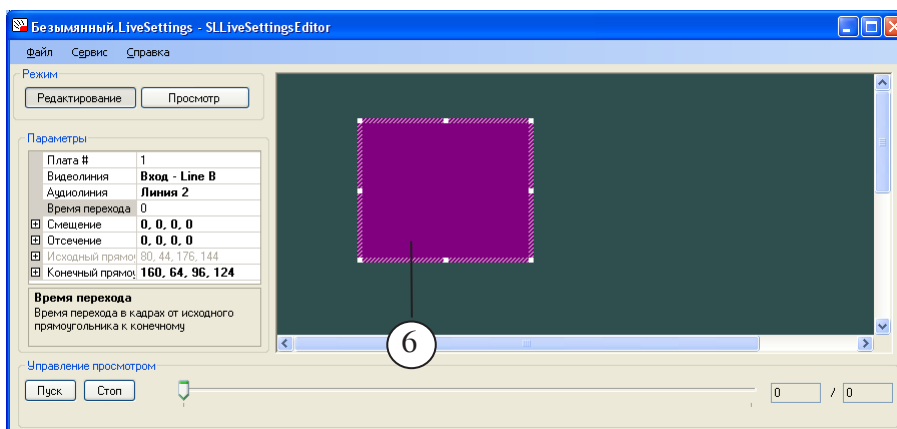 Безымянный.LiveSettings - SLLiveSettingsEditor
Файл Сервис Справка
Режим
Редактирование Просмотр
Параметры
Плата # 1
Видеолиния Вход - Line B
Аудиолиния Линия 2
Время перехода 0
Смещение 0, 0, 0, 0
Отсечение 0, 0, 0, 0
Исходный прямоу 80, 44, 176, 144
Конечный прямоу 160, 64, 96, 124
Время перехода
Время перехода в кадрах от исходного
прямоугольника к конечному
6
Управление просмотром
Пуск Стоп 0 / 0